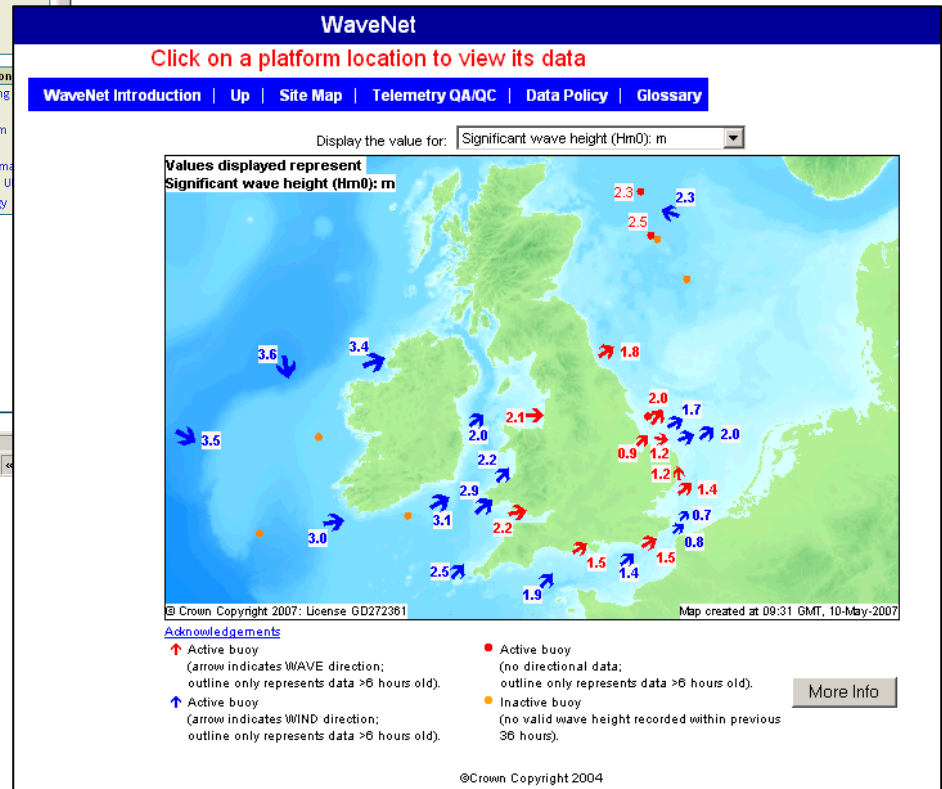 WaveNet
Click on a platform location to view its data
WaveNet Introduction | Up | Site Map | Telemetry QA/QC | Data Policy | Glossary
Display the value for: Significant wave height (Hm0): m
Values displayed represent
Significant wave height (Hm0): m
2.3
2.3
2.5
3.6
3.4
1.8
2.0
1.7
3.5
2.1
2.0
2.0
0.9
1.2
2.2
1.2
2.9
1.4
3.1
2.2
0.7
3.0
0.8
2.5
1.5
1.5
1.4
1.9
© Crown Copyright 2007: License GD272361
Map created at 09:31 GMT, 10-May-2007
Acknowledgements
Active buoy
(arrow indicates WAVE direction;
outline only represents data >6 hours old).
Active buoy
(arrow indicates WIND direction;
outline only represents data >6 hours old).
Active buoy
(no directional data;
outline only represents data >6 hours old).
Inactive buoy
(no valid wave height recorded within previous
36 hours).
More Info
©Crown Copyright 2004